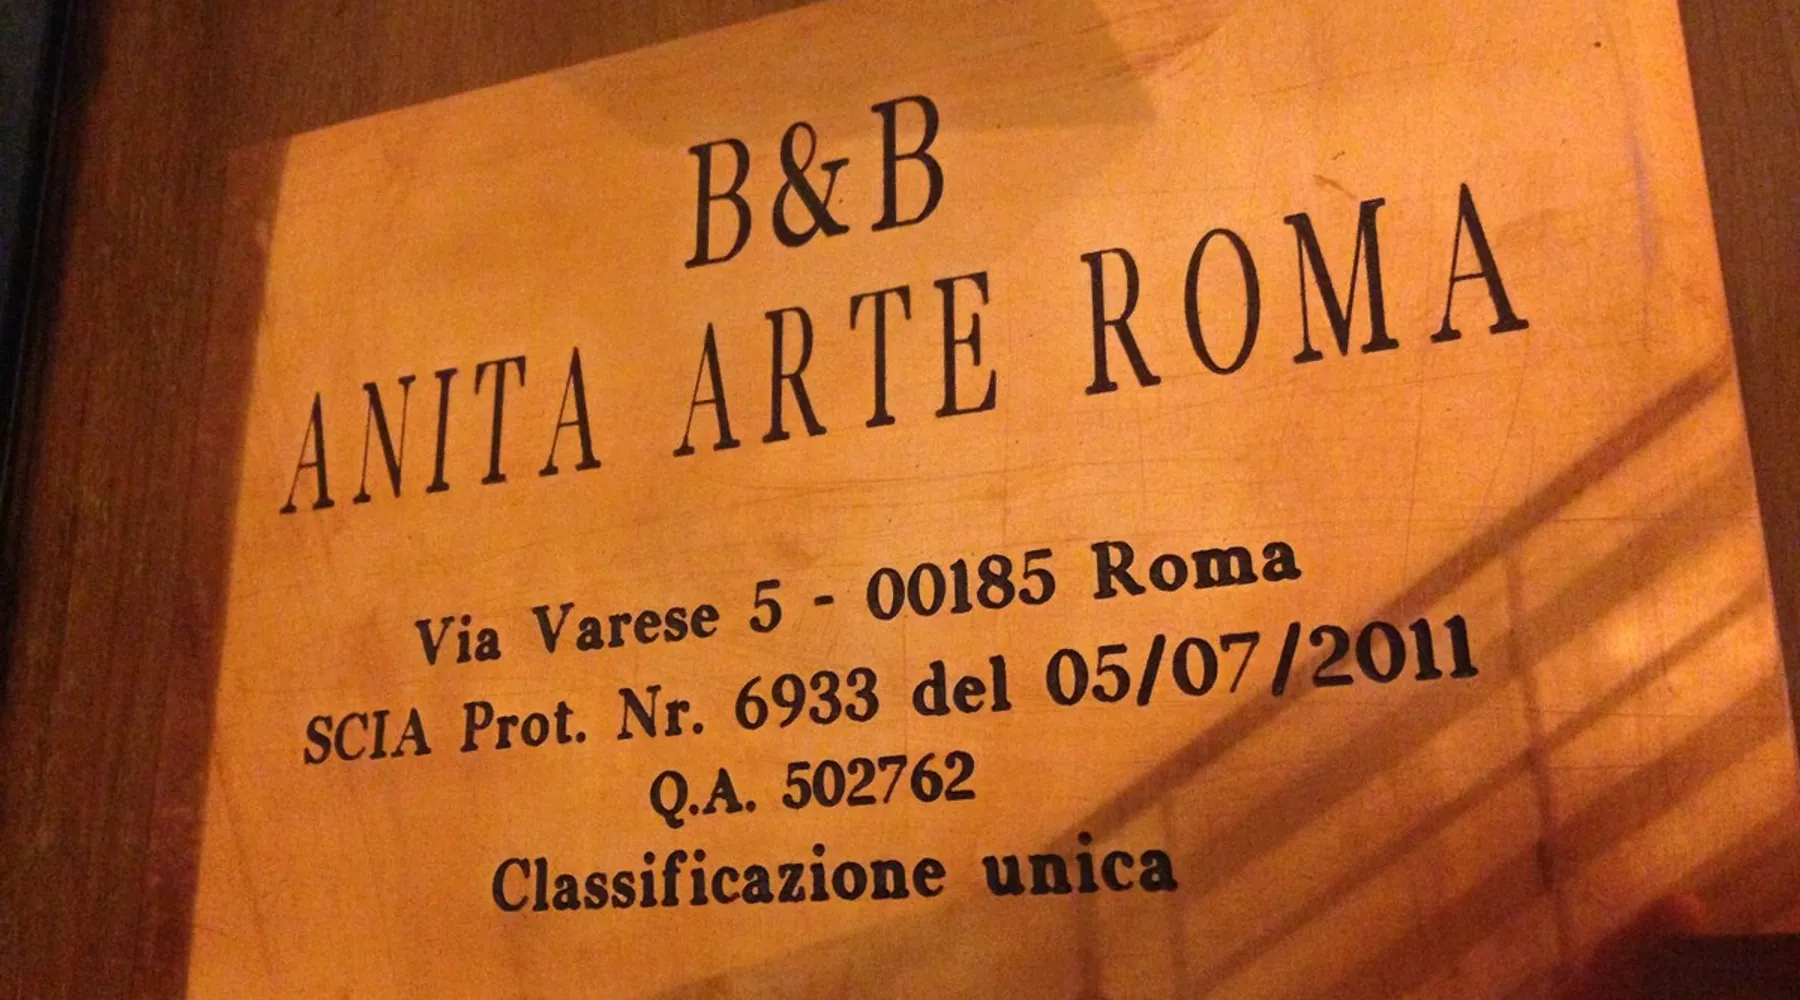 B&B
ANITA ARTE ROMA
Via Varese 5 - 00185 Roma
SCIA Prot. Nr. 6933 del 05/07/2011
Q.A. 502762
Classificazione unica